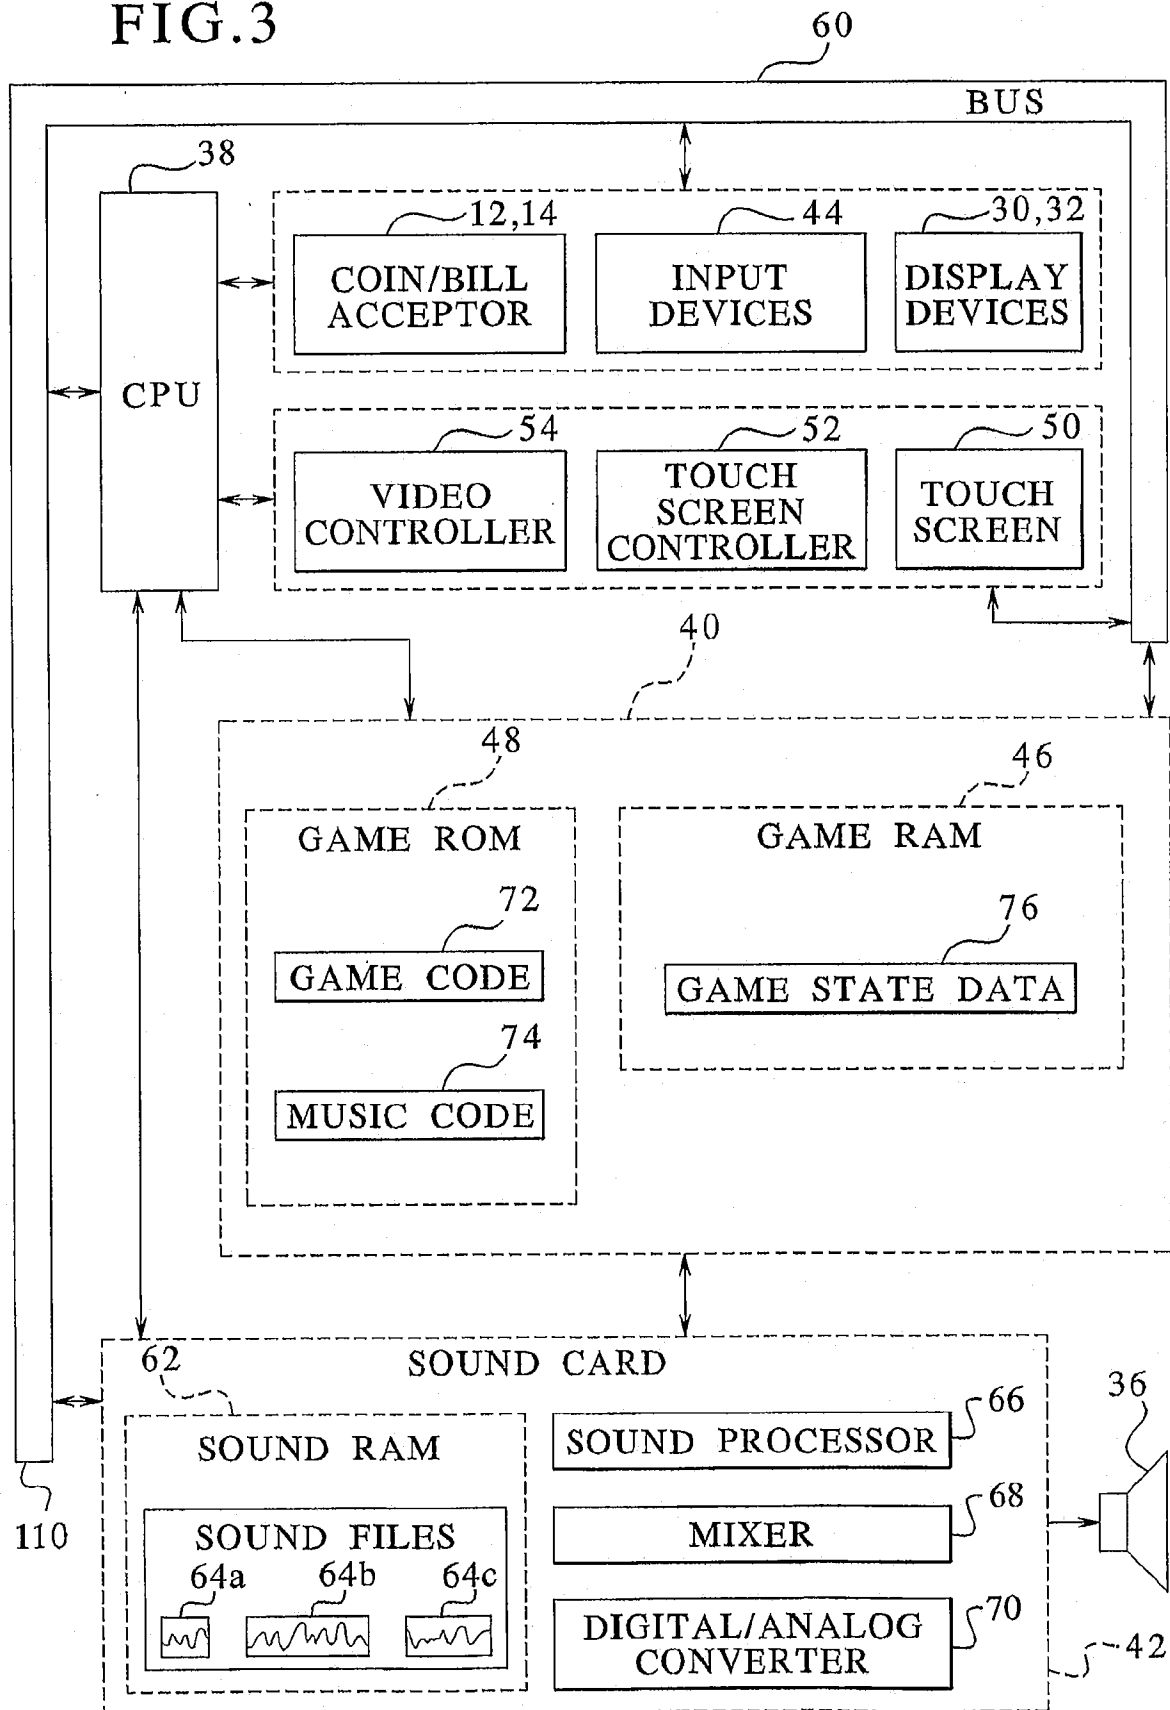 FIG.3
60
BUS
38
CPU
12,14
COIN/BILL
ACCEPTOR
44
INPUT
DEVICES
30,32
DISPLAY
DEVICES
54
VIDEO
CONTROLLER
52
TOUCH
SCREEN
CONTROLLER
50
TOUCH
SCREEN
40
48
GAME ROM
72
GAME CODE
74
MUSIC CODE
46
GAME RAM
76
GAME STATE DATA
SOUND CARD
62
SOUND RAM
SOUND FILES
64a
64b
64c
66
SOUND PROCESSOR
68
MIXER
70
DIGITAL/ANALOG
CONVERTER
36
42
110